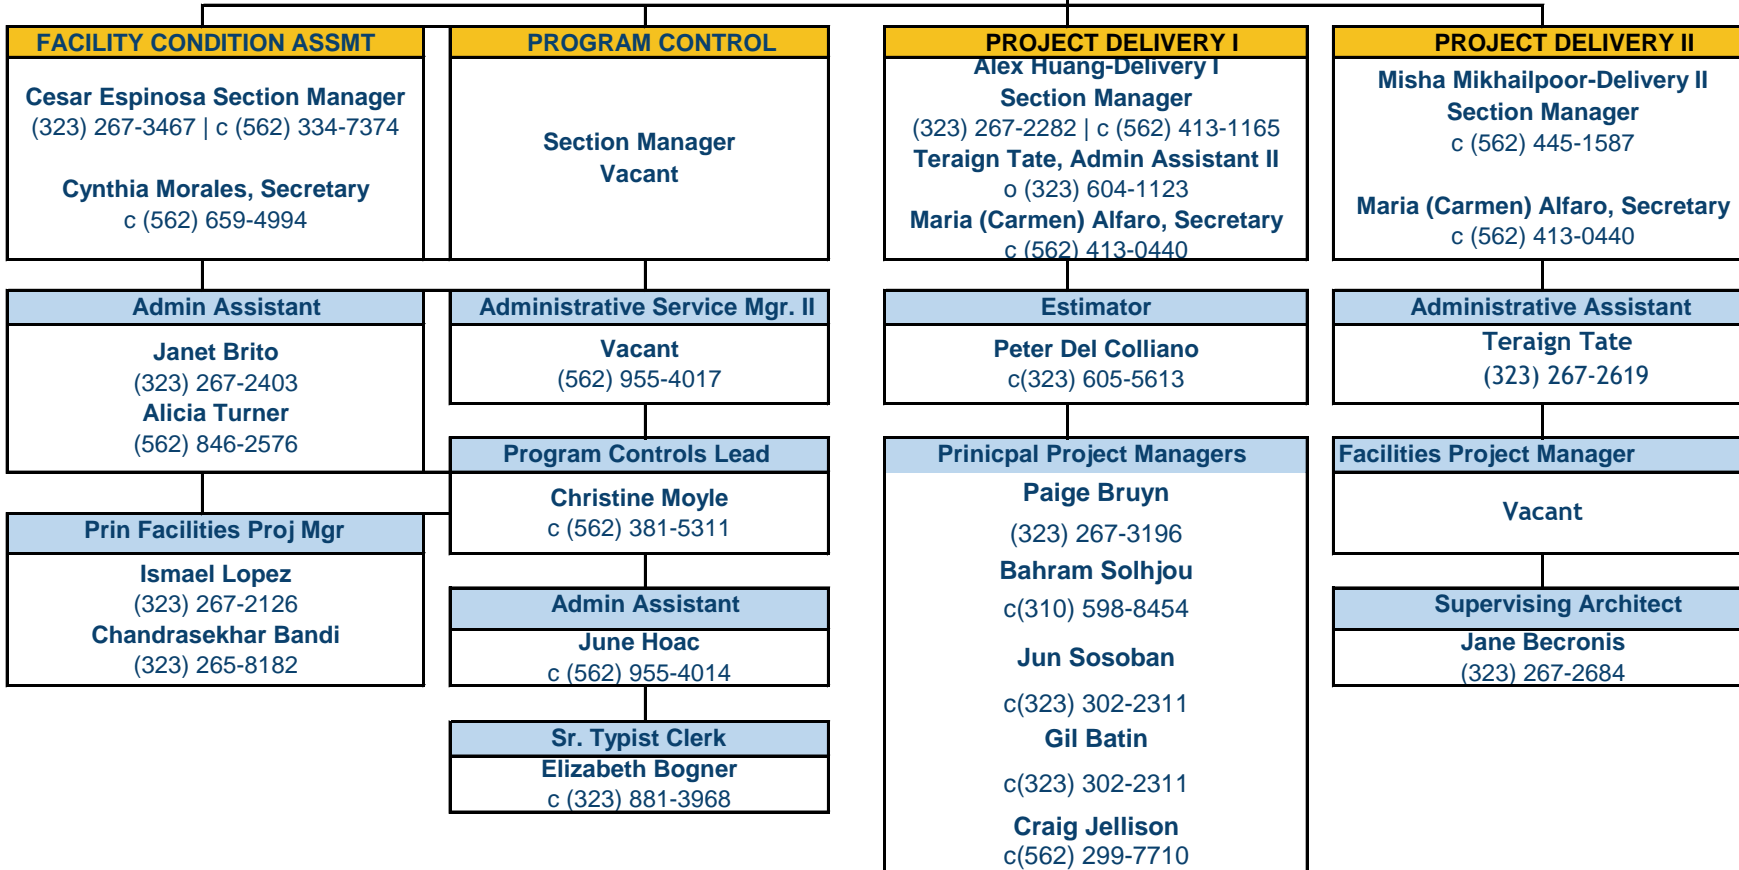 FACILITY CONDITION ASSMT
Cesar Espinosa Section Manager
(323) 267-3467 | c (562) 334-7374
Cynthia Morales, Secretary
c (562) 659-4994
Admin Assistant
Janet Brito
(323) 267-2403
Alicia Turner
(562) 846-2576
Prin Facilities Proj Mgr
Ismael Lopez
(323) 267-2126
Chandrasekhar Bandi
(323) 265-8182
PROGRAM CONTROL
Section Manager
Vacant
Administrative Service Mgr. II
Vacant
(562) 955-4017
Program Controls Lead
Christine Moyle
c (562) 381-5311
Admin Assistant
June Hoac
c (562) 955-4014
Sr. Typist Clerk
Elizabeth Bogner
c (323) 881-3968
PROJECT DELIVERY I
Alex Huang-Delivery I
Section Manager
(323) 267-2282 | c (562) 413-1165
Teraign Tate, Admin Assistant II
o (323) 604-1123
Maria (Carmen) Alfaro, Secretary
c (562) 413-0440
Estimator
Peter Del Colliano
c(323) 605-5613
Prinicpal Project Managers
Paige Bruyn
(323) 267-3196
Bahram Solhjou
c(310) 598-8454
Jun Sosoban
c(323) 302-2311
Gil Batin
c(323) 302-2311
Craig Jellison
c(562) 299-7710
PROJECT DELIVERY II
Misha Mikhailpoor-Delivery II
Section Manager
c (562) 445-1587
Maria (Carmen) Alfaro, Secretary
c (562) 413-0440
Administrative Assistant
Teraign Tate
(323) 267-2619
Facilities Project Manager
Vacant
Supervising Architect
Jane Becronis
(323) 267-2684